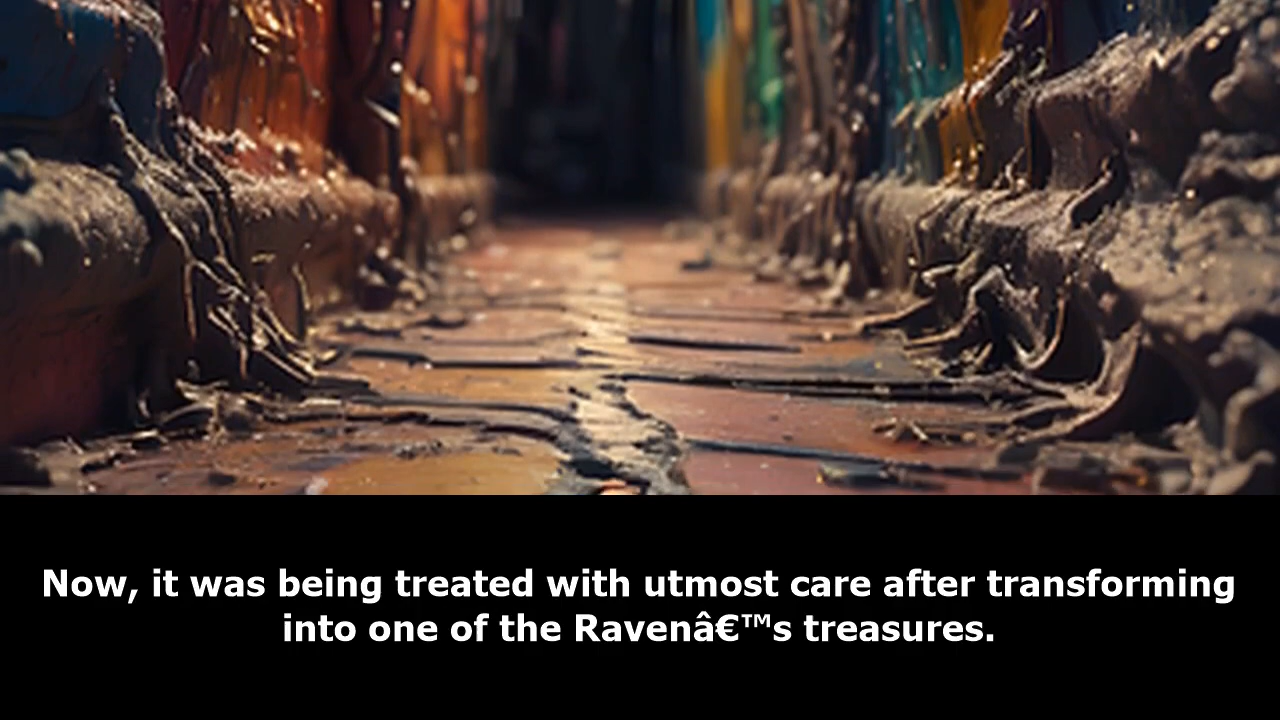 Now, it was being treated with utmost care after transforming
into one of the Ravenâ€™s treasures.